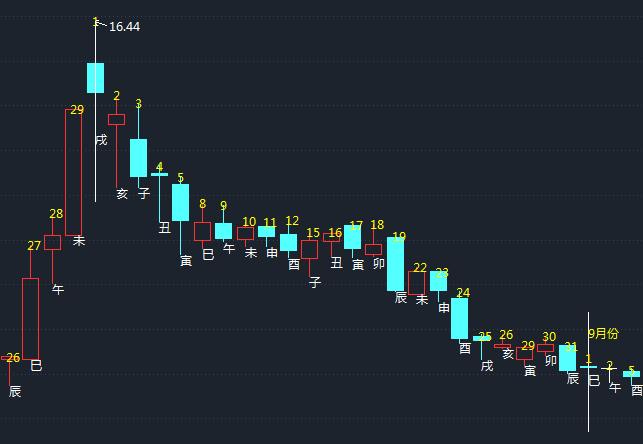 1
16.44
戌
2
亥
3
子
29
未
4
丑
5
寅
28
午
27
巳
26
辰
8
巳
9
午
10
未
11
申
12
酉
15
子
16
丑
17
寅
18
卯
19
辰
22
未
23
申
24
酉
25
戌
26
亥
29
寅
30
卯
31
辰
9月份
1
巳
2
午
5
酉